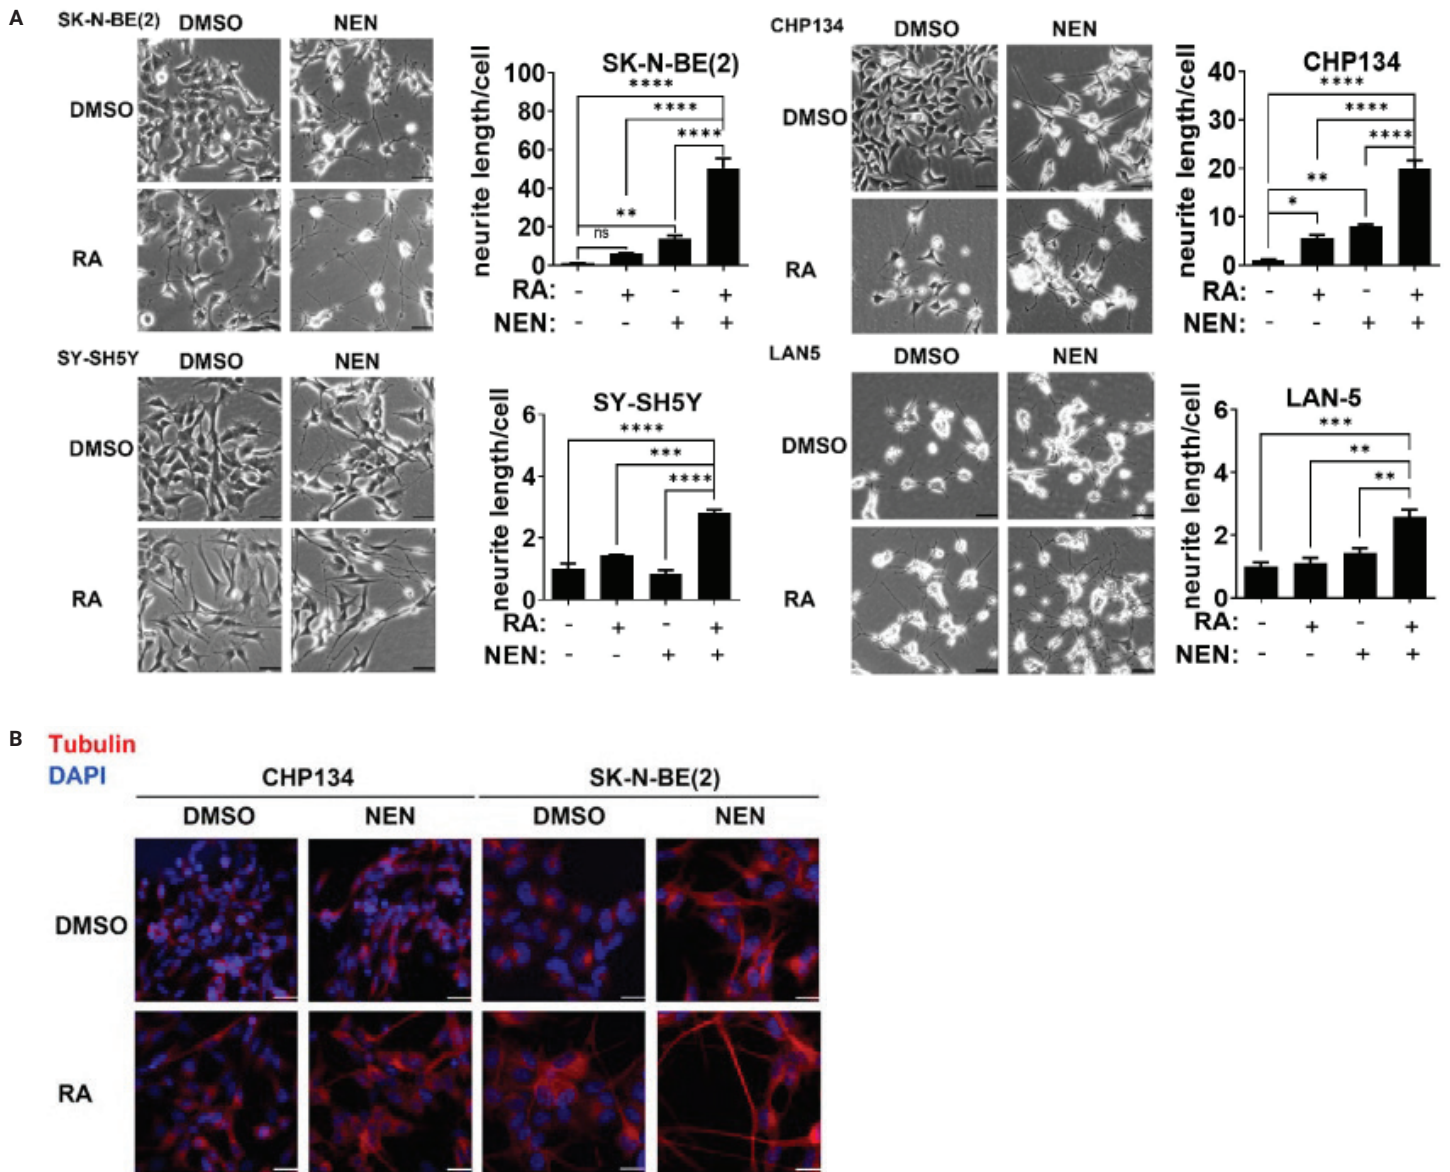 A
SK-N-BE(2)
DMSO NEN
DMSO
RA
SK-N-BE(2)
neurite length/cell
100
80
60
40
20
0
****
****
****
**
ns
RA: - + - +
NEN: - - + +
CHP134
DMSO NEN
DMSO
RA
CHP134
neurite length/cell
40
30
20
10
0
****
****
****
**
*
RA: - + - +
NEN: - - + +
SY-SH5Y
DMSO NEN
DMSO
RA
SY-SH5Y
neurite length/cell
6
4
2
0
****
***
****
RA: - + - +
NEN: - - + +
LAN5
DMSO NEN
DMSO
RA
LAN-5
neurite length/cell
6
4
2
0
***
**
**
RA: - + - +
NEN: - - + +
B
Tubulin
DAPI
CHP134 SK-N-BE(2)
DMSO NEN DMSO NEN
DMSO
RA